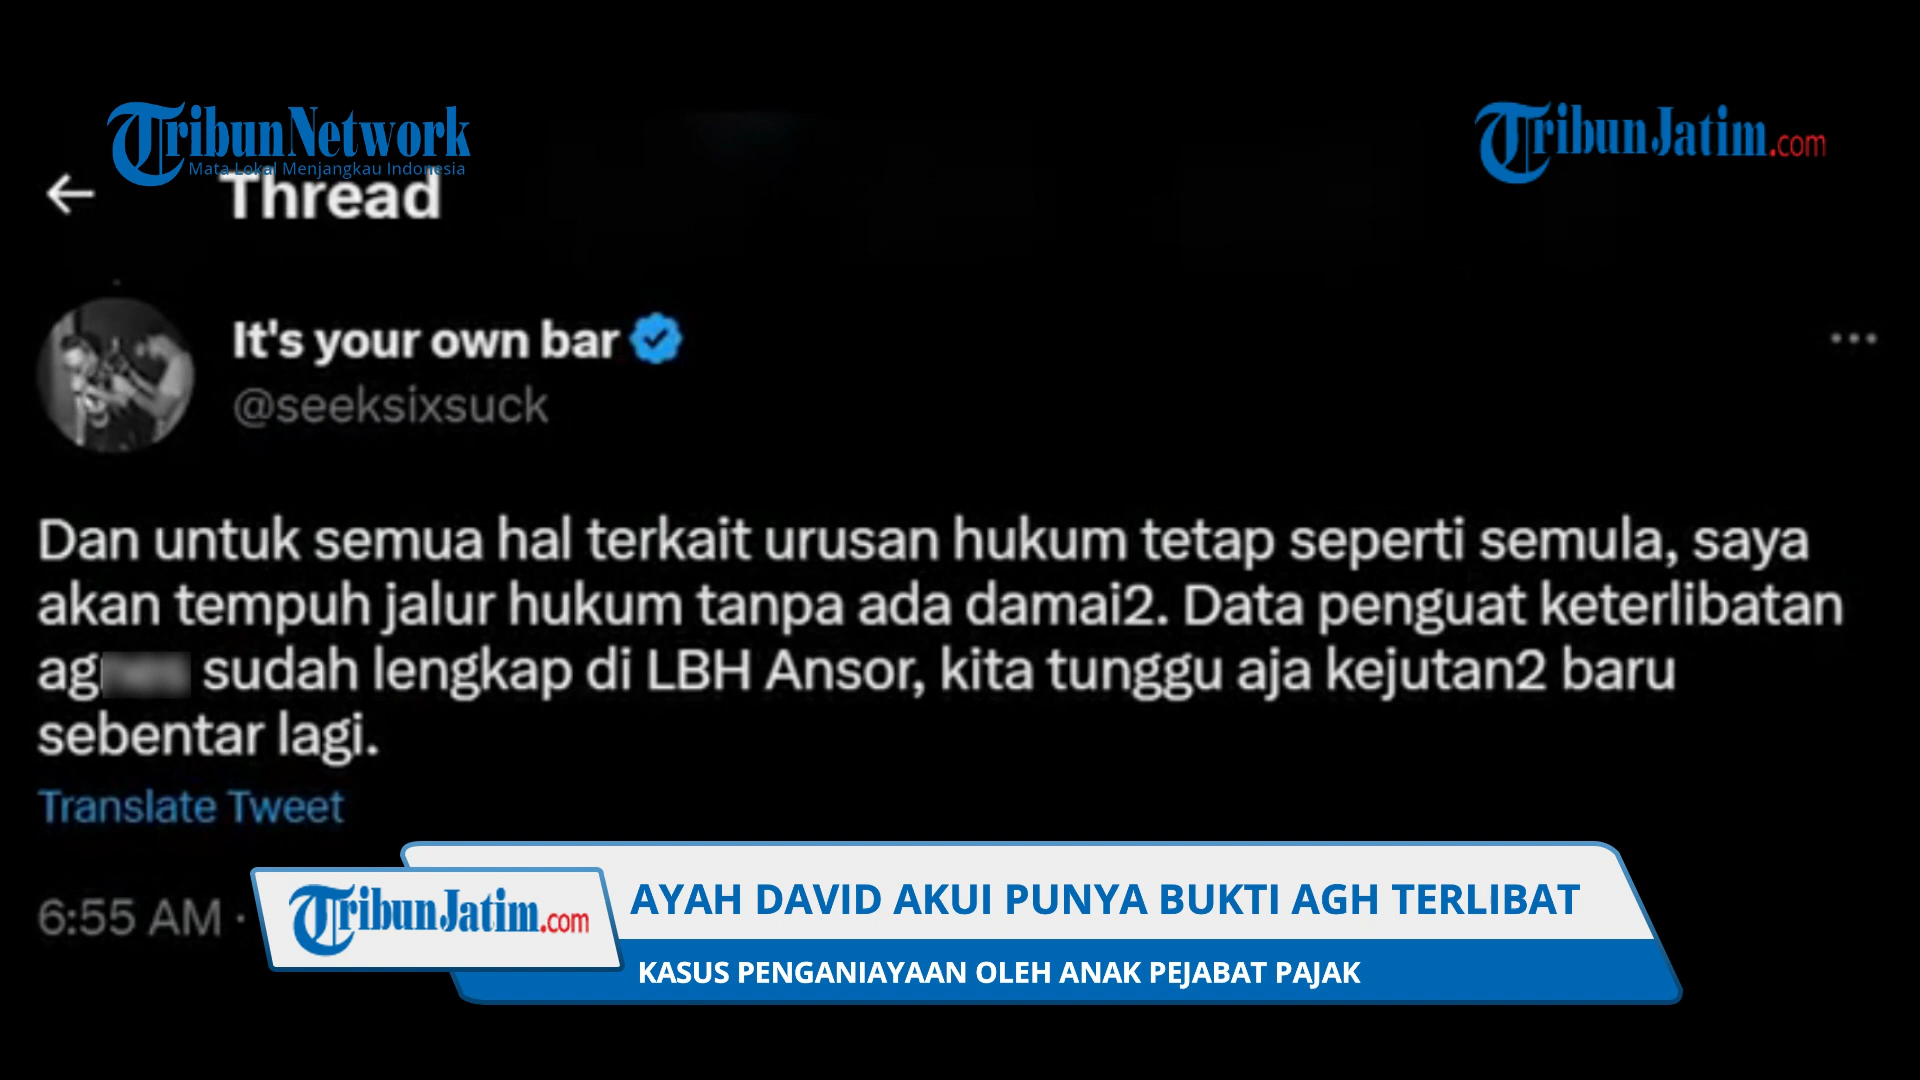 TribunNetwork
Mata Lokal Menjangkau Indonesia
TribunJatim.com
Thread
It's your own bar
@seeksixsuck
Dan untuk semua hal terkait urusan hukum tetap seperti semula, saya
akan tempuh jalur hukum tanpa ada damai2. Data penguat keterlibatan
sudah lengkap di LBH Ansor, kita tunggu aja kejutan2 baru
sebentar lagi.
Translate Tweet
6:55 AM ·
TribunJatim.com
AYAH DAVID AKUI PUNYA BUKTI AGH TERLIBAT
KASUS PENGANIAYAAN OLEH ANAK PEJABAT PAJAK